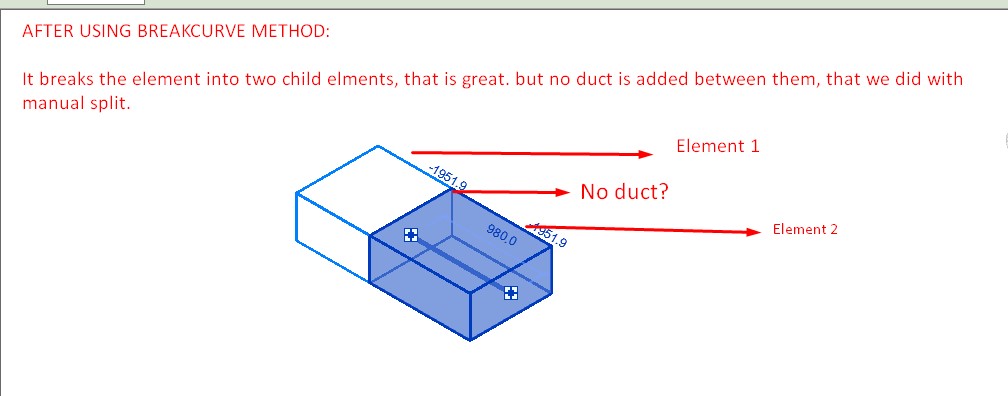 AFTER USING BREAKCURVE METHOD:
It breaks the element into two child elments, that is great. but no duct is added between them, that we did with
manual split.
Element 1
-1951.9
No duct?
980.0
-1951.9
Element 2